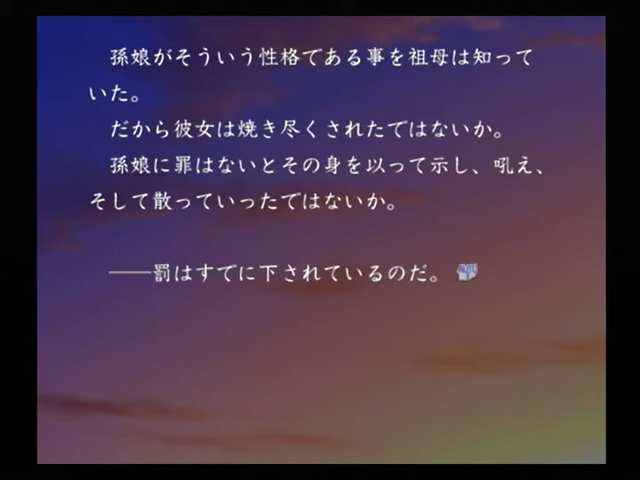 孫娘がそういう性格である事を祖母は知って
いた。
だから彼女は焼き尽くされたではないか。
孫娘に罪はないとその身を以って示し、吼え、
そして散っていったではないか。
――罰はすでに下されているのだ。